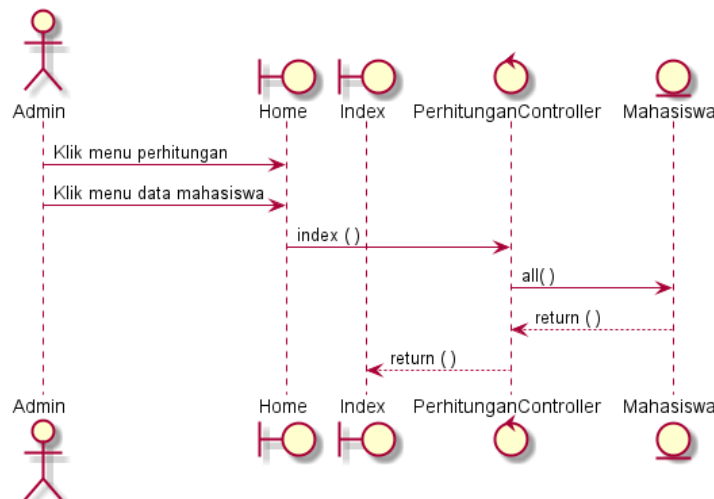 Admin
Home
Index
PerhitunganController
Mahasiswa
Klik menu perhitungan
Klik menu data mahasiswa
index ( )
all( )
return ( )
return ( )
Admin
Home
Index
PerhitunganController
Mahasiswa